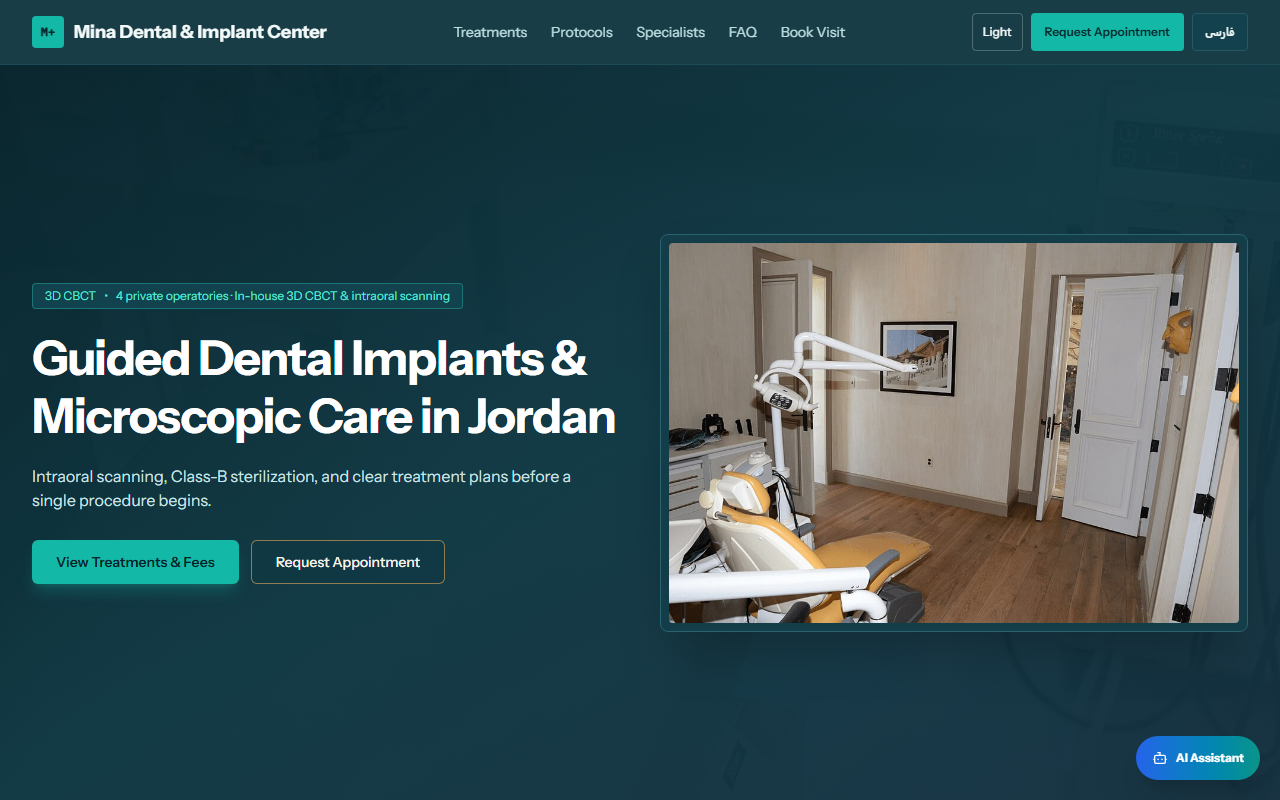 M+
Mina Dental & Implant Center
Treatments
Protocols
Specialists
FAQ
Book Visit
Light
Request Appointment
فارسی
3D CBCT • 4 private operatories · In-house 3D CBCT & intraoral scanning
Guided Dental Implants &
Microscopic Care in Jordan
Intraoral scanning, Class-B sterilization, and clear treatment plans before a
single procedure begins.
View Treatments & Fees
Request Appointment
AI Assistant